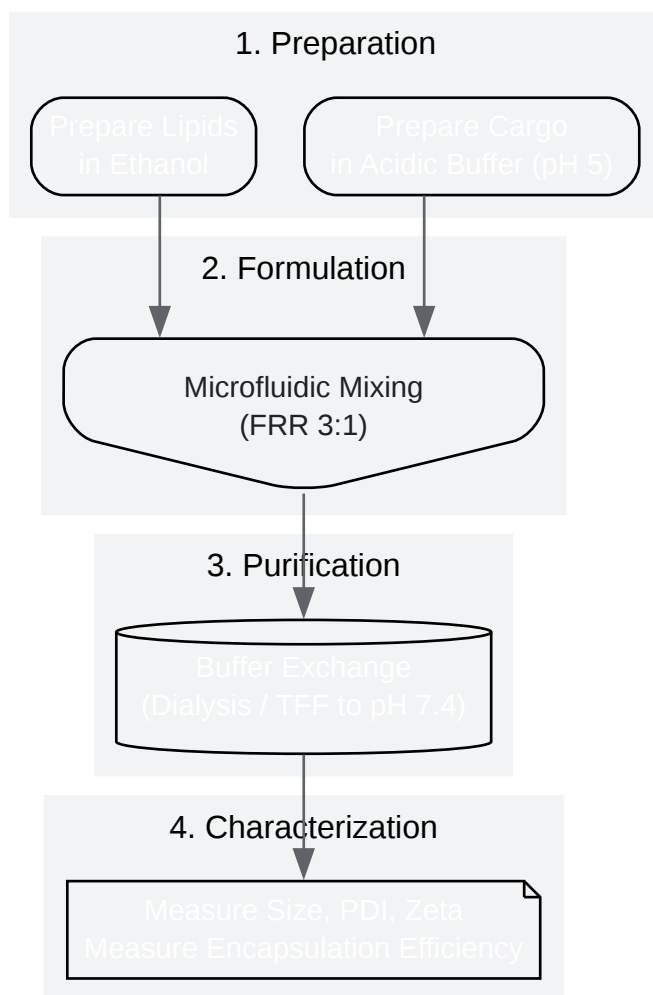 1. Preparation
Prepare Lipids
in Ethanol
Prepare Cargo
in Acidic Buffer (pH 5)
2. Formulation
Microfluidic Mixing
(FRR 3:1)
3. Purification
Buffer Exchange
(Dialysis / TFF to pH 7.4)
4. Characterization
Measure Size, PDI, Zeta
Measure Encapsulation Efficiency